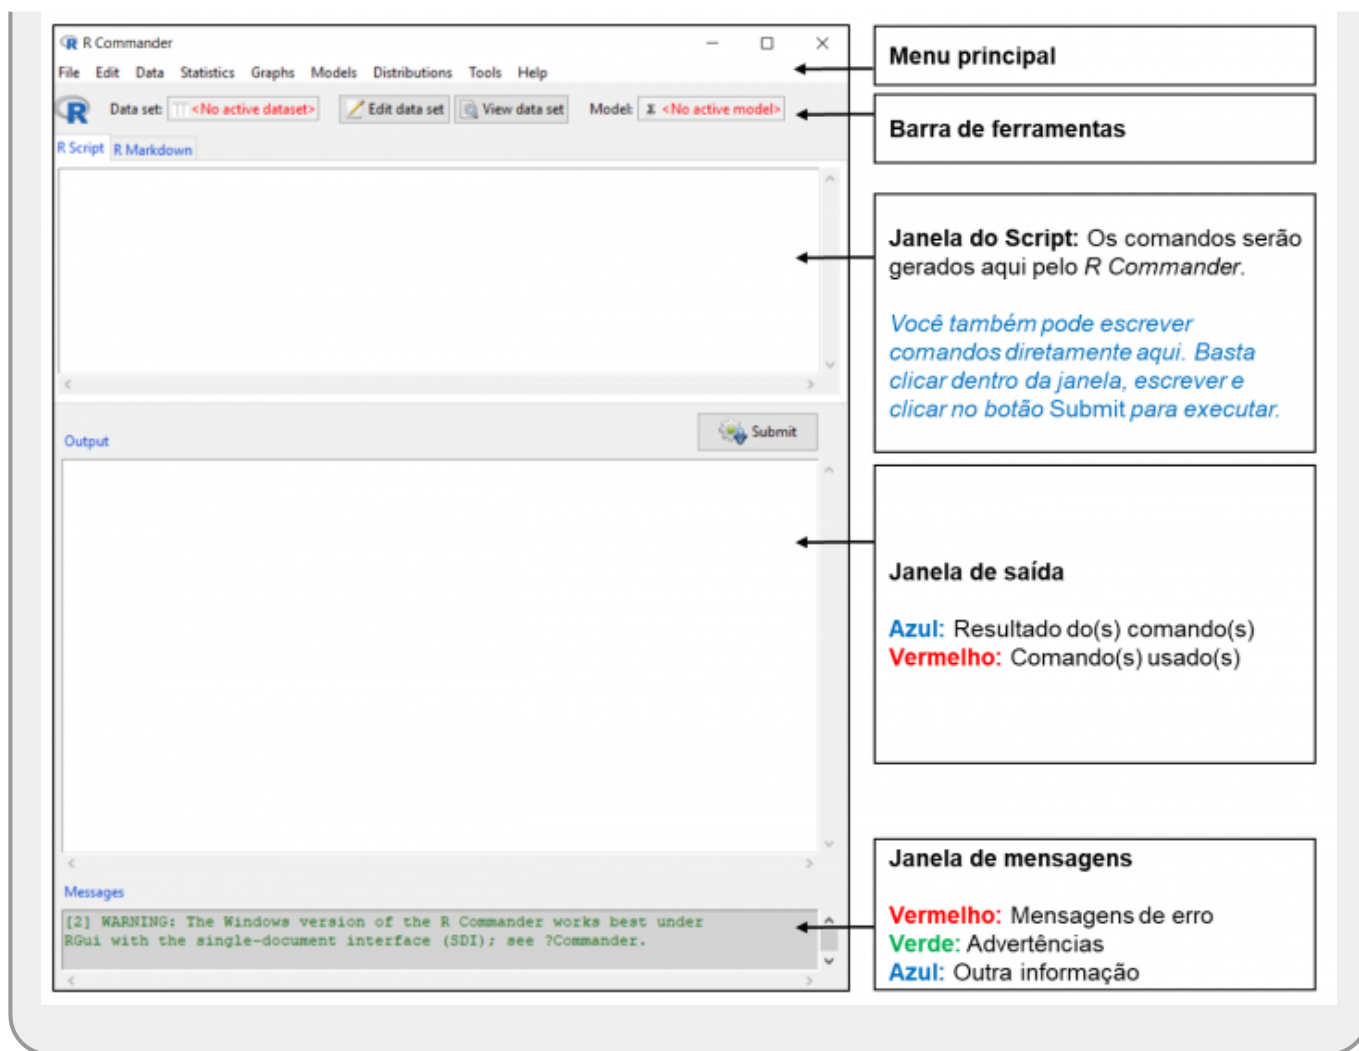 R Commander
File Edit Data Statistics Graphs Models Distributions Tools Help
Data set: <No active dataset> Edit data set View data set Model: Σ <No active model>
R Script R Markdown
Output
Submit
Messages
[2] WARNING: The Windows version of the R Commander works best under
RGui with the single-document interface (SDI); see ?Commander.
Menu principal
Barra de ferramentas
Janela do Script: Os comandos serão
gerados aqui pelo R Commander.
Você também pode escrever
comandos diretamente aqui. Basta
clicar dentro da janela, escrever e
clicar no botão Submit para executar.
Janela de saída
Azul: Resultado do(s) comando(s)
Vermelho: Comando(s) usado(s)
Janela de mensagens
Vermelho: Mensagens de erro
Verde: Advertências
Azul: Outra informação